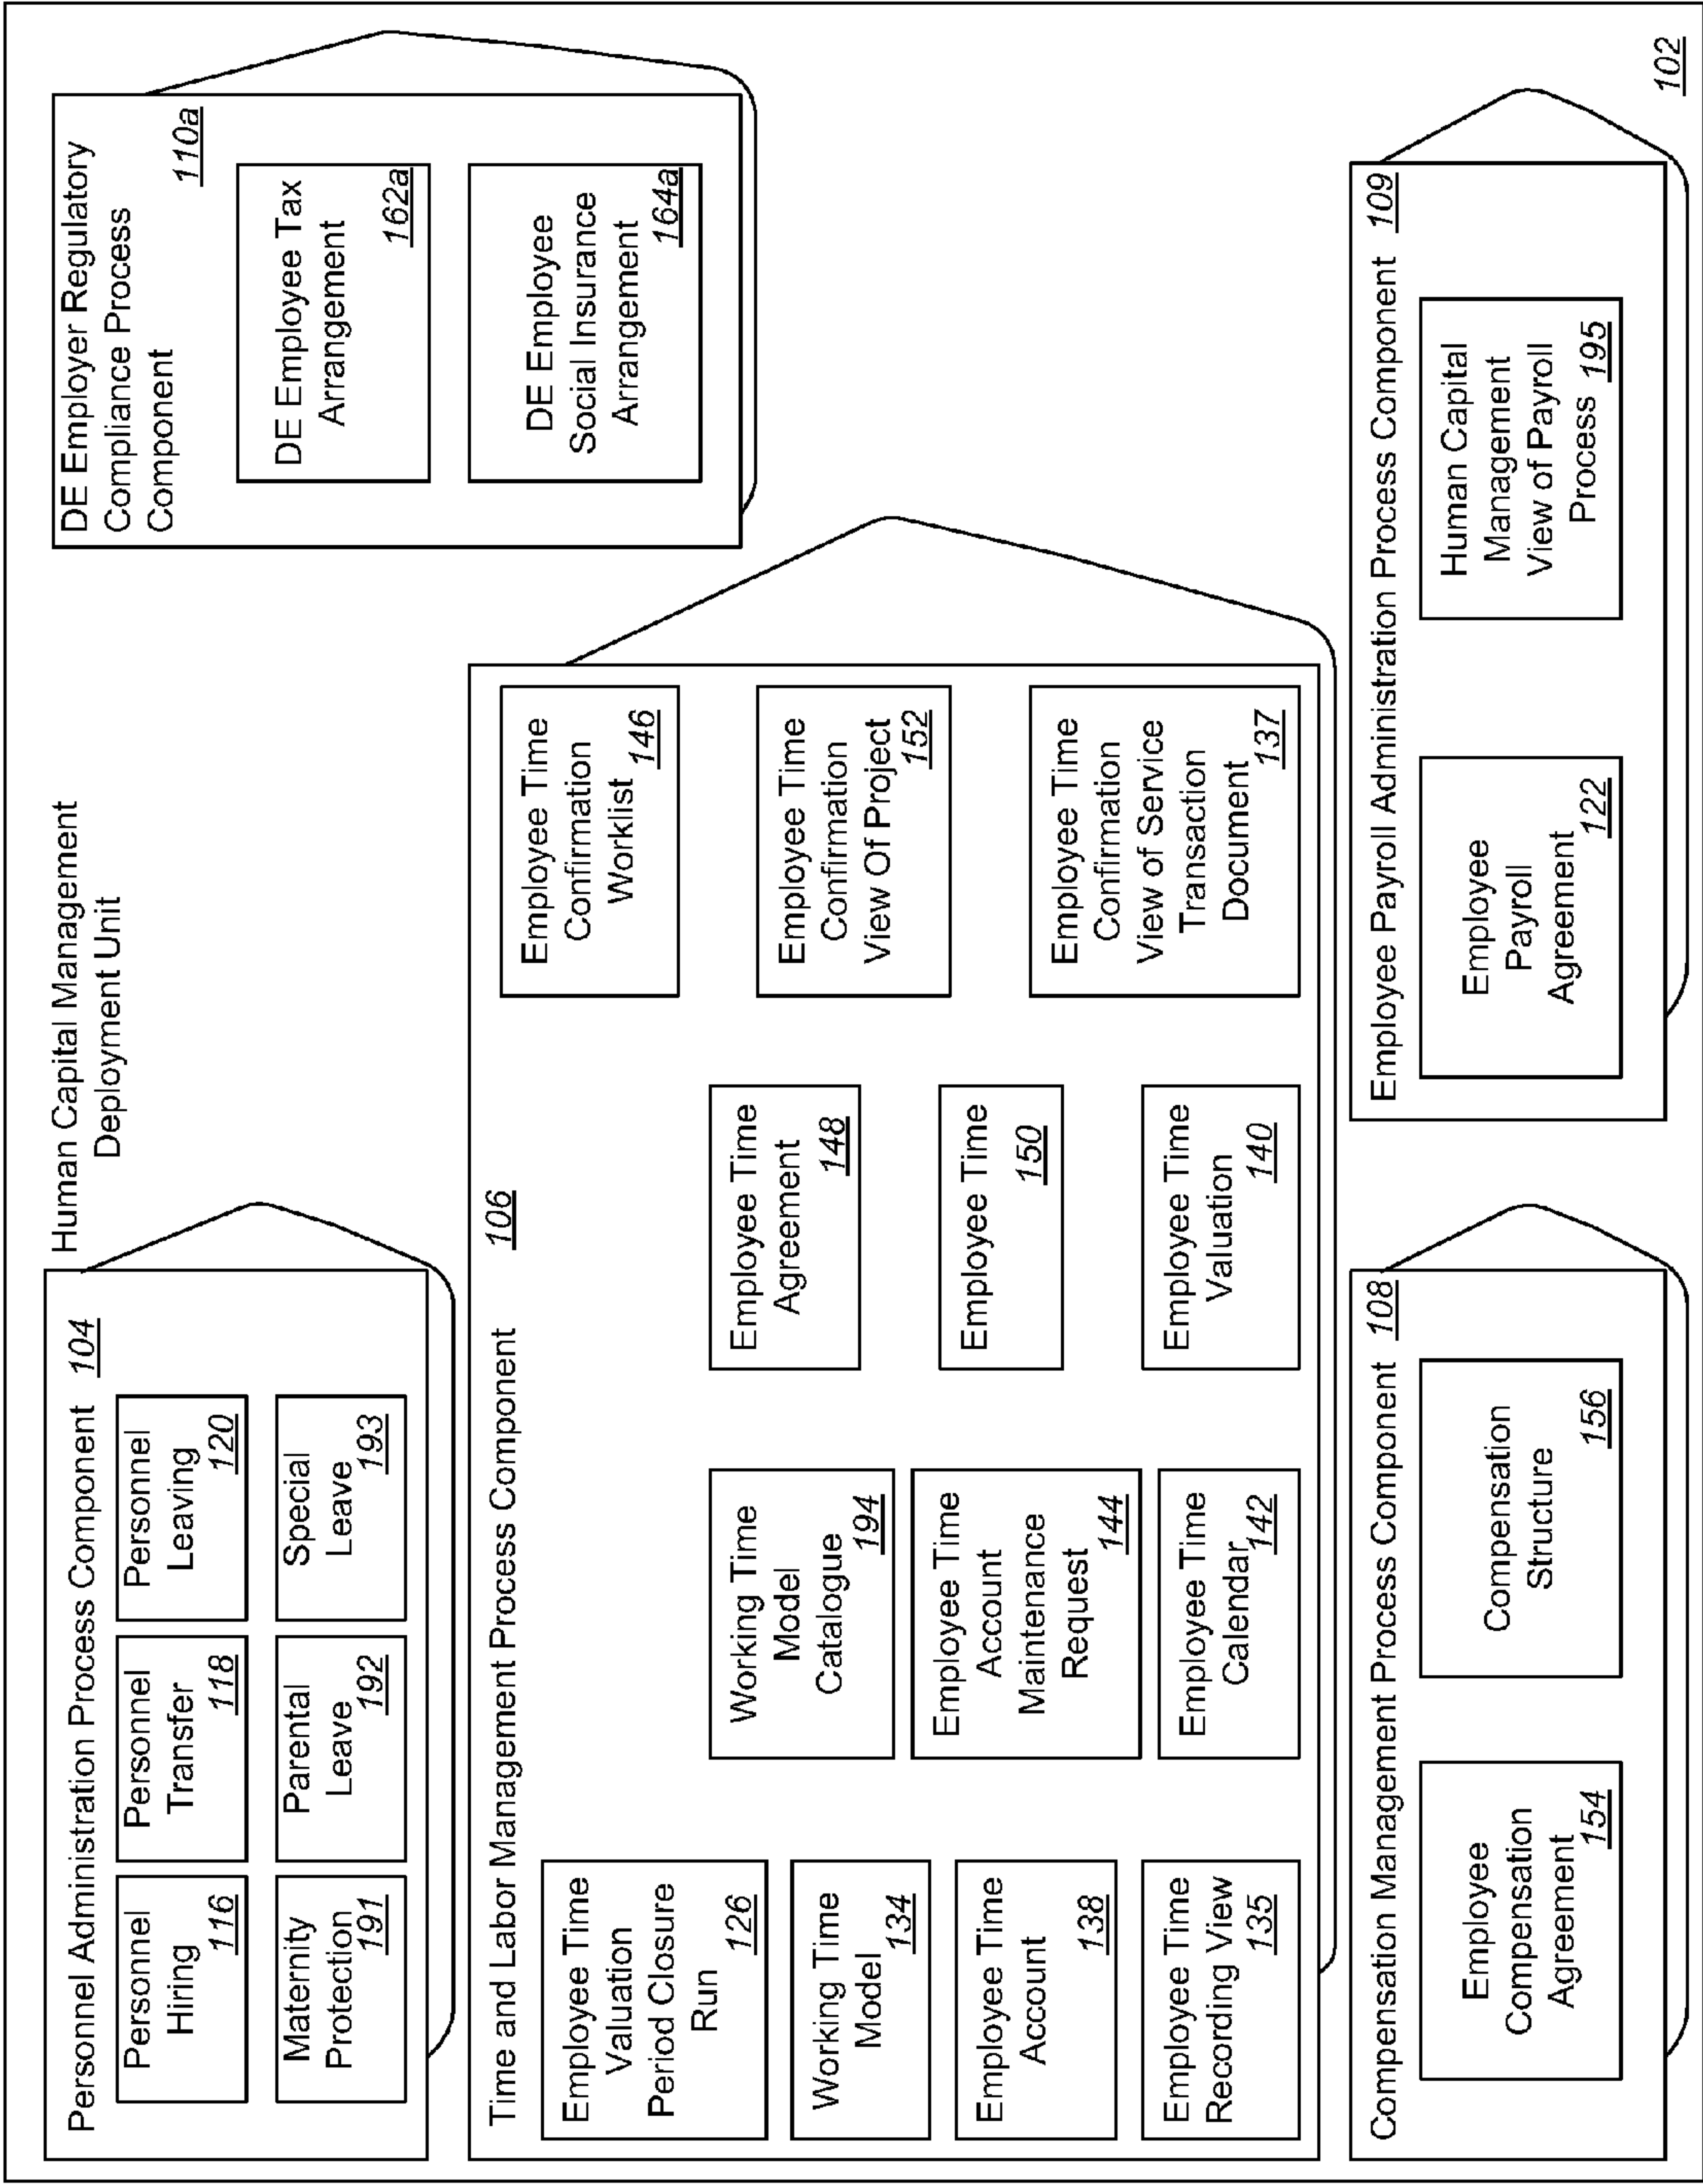 Human Capital Management
Deployment Unit
Personnel Administration Process Component 104
Personnel
Hiring
116
Personnel
Transfer
118
Personnel
Leaving
120
Maternity
Protection
191
Parental
Leave
192
Special
Leave
193
DE Employer Regulatory
Compliance Process
Component
110a
DE Employee Tax
Arrangement
162a
DE Employee
Social Insurance
Arrangement
164a
Time and Labor Management Process Component 106
Employee Time
Valuation
Period Closure
Run
126
Working Time
Model
134
Employee Time
Account
138
Employee Time
Recording View
135
Working Time
Model
Catalogue
194
Employee Time
Account
Maintenance
Request
144
Employee Time
Calendar
142
Employee Time
Agreement
148
Employee Time
150
Employee Time
Valuation
140
Employee Time
Confirmation
Worklist
146
Employee Time
Confirmation
View Of Project
152
Employee Time
Confirmation
View of Service
Transaction
Document
137
Compensation Management Process Component 108
Employee
Compensation
Agreement
154
Compensation
Structure
156
Employee Payroll Administration Process Component 109
Employee
Payroll
Agreement
122
Human Capital
Management
View of Payroll
Process 195
102